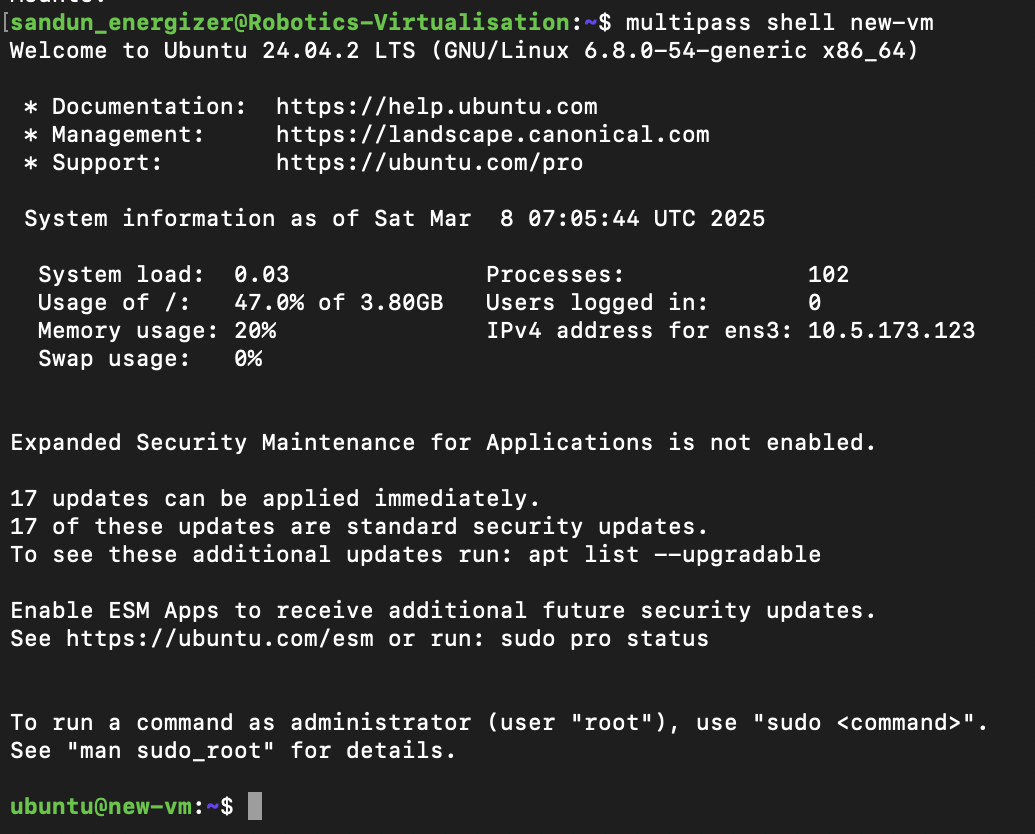 [sandun_energizer@Robotics-Virtualisation:~$ multipass shell new-vm
Welcome to Ubuntu 24.04.2 LTS (GNU/Linux 6.8.0-54-generic x86_64)

 * Documentation:  https://help.ubuntu.com
 * Management:     https://landscape.canonical.com
 * Support:        https://ubuntu.com/pro

 System information as of Sat Mar  8 07:05:44 UTC 2025

  System load:  0.03              Processes:             102
  Usage of /:   47.0% of 3.80GB   Users logged in:       0
  Memory usage: 20%               IPv4 address for ens3: 10.5.173.123
  Swap usage:   0%


Expanded Security Maintenance for Applications is not enabled.

17 updates can be applied immediately.
17 of these updates are standard security updates.
To see these additional updates run: apt list --upgradable

Enable ESM Apps to receive additional future security updates.
See https://ubuntu.com/esm or run: sudo pro status


To run a command as administrator (user "root"), use "sudo <command>".
See "man sudo_root" for details.

ubuntu@new-vm:~$